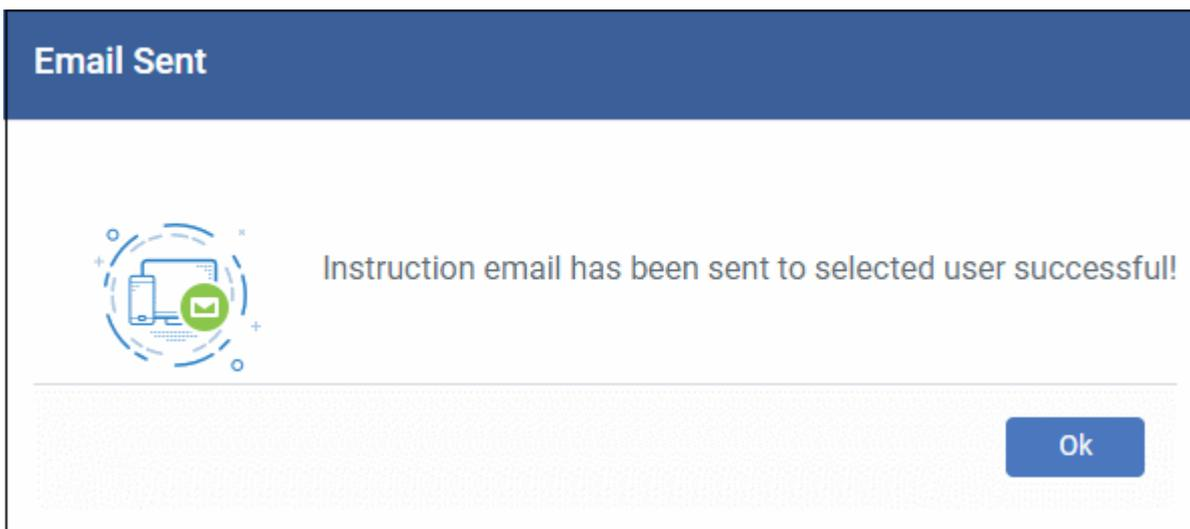 Email Sent
Instruction email has been sent to selected user successful!
Ok